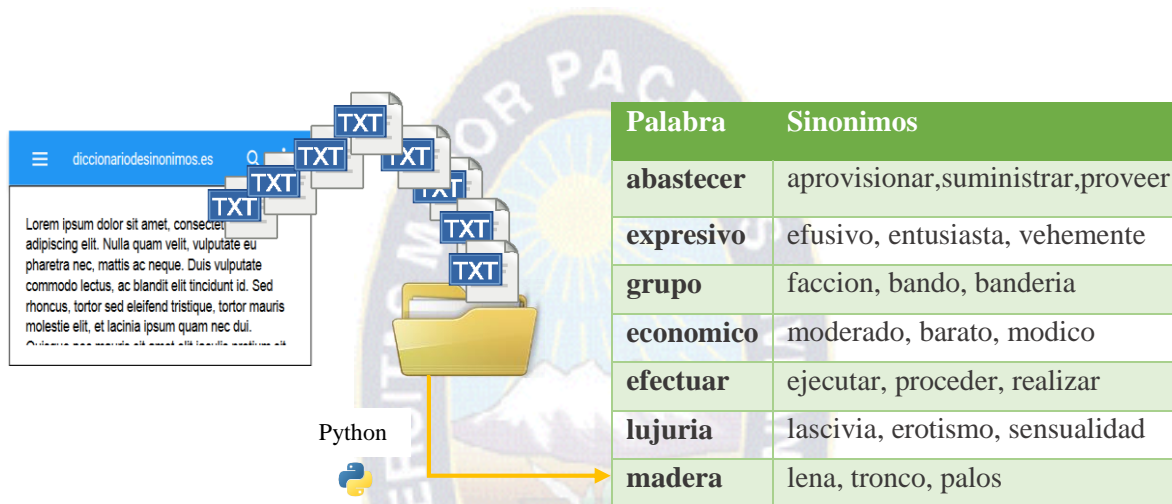 diccionariodesinonimos.es
Lorem ipsum dolor sit amet, consectet
adipiscing elit. Nulla quam velit, vulputate eu
pharetra nec, mattis ac neque. Duis vulputate
commodo lectus, ac blandit elit tincidunt id. Sed
rhoncus, tortor sed eleifend tristique, tortor mauris
molestie elit, et lacinia ipsum quam nec dui.
TXT
TXT
TXT
TXT
TXT
TXT
TXT
TXT
Python
Palabra Sinonimos
abastecer aprovisionar,suministrar,proveer
expresivo efusivo, entusiasta, vehemente
grupo faccion, bando, banderia
economico moderado, barato, modico
efectuar ejecutar, proceder, realizar
lujuria lascivia, erotismo, sensualidad
madera lena, tronco, palos